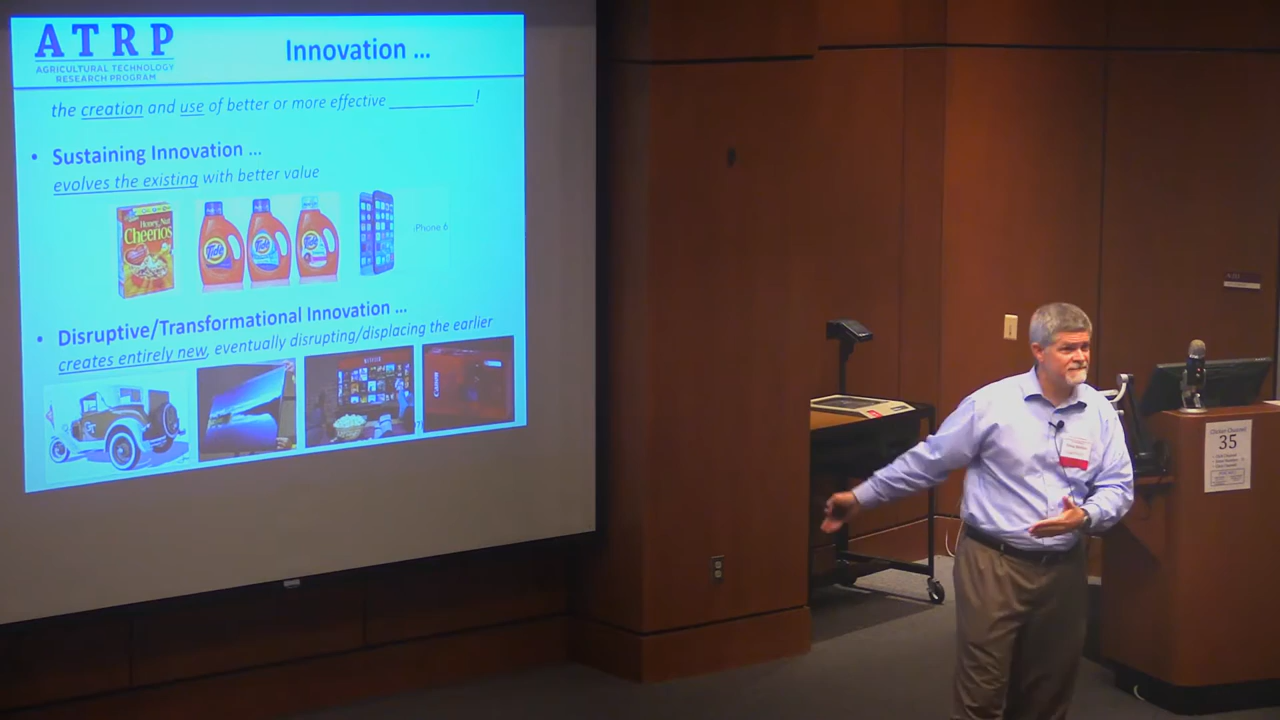 ATRP
AGRICULTURAL TECHNOLOGY
RESEARCH PROGRAM
Innovation ...
the creation and use of better or more effective __________!
• Sustaining Innovation ...
evolves the existing with better value
Honey Nut
Cheerios
Tide
Tide
Tide
iPhone 6
• Disruptive/Transformational Innovation ...
creates entirely new, eventually disrupting/displacing the earlier
GT
NETFLIX
Canon
35